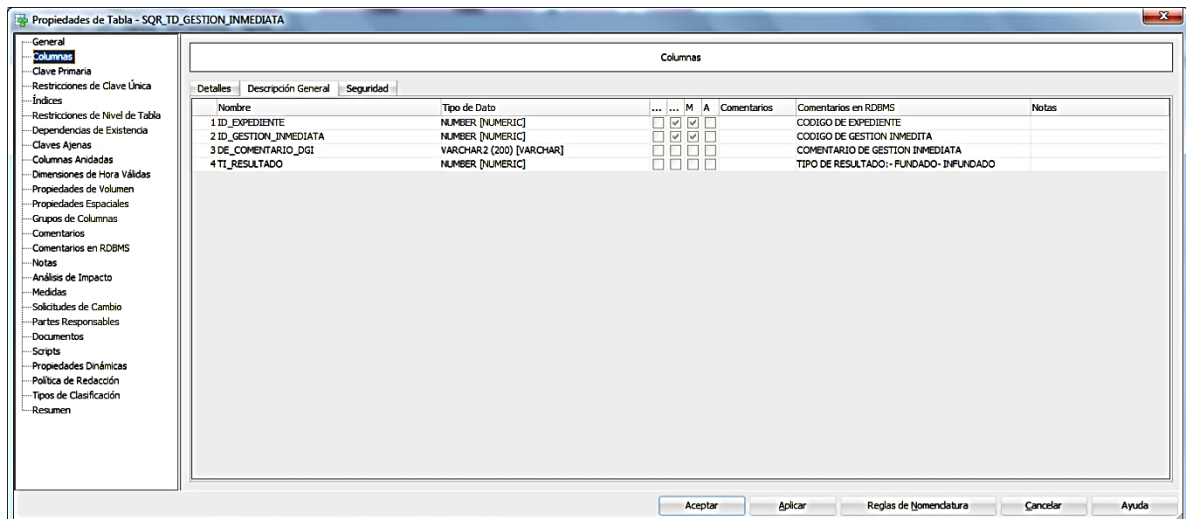 Propiedades de Tabla - SQR_TD_GESTION_INMEDIATA
General
Columnas
Clave Primaria
Restricciones de Clave Única
Índices
Restricciones de Nivel de Tabla
Dependencias de Existencia
Claves Ajenas
Columnas Anidadas
Dimensiones de Hora Válidas
Propiedades de Volumen
Propiedades Espaciales
Grupos de Columnas
Comentarios
Comentarios en RDBMS
Notas
Análisis de Impacto
Medidas
Solicitudes de Cambio
Partes Responsables
Documentos
Scripts
Propiedades Dinámicas
Política de Redacción
Tipos de Clasificación
Resumen
Columnas
Detalles Descripción General Seguridad
Nombre Tipo de Dato ... ... M A Comentarios Comentarios en RDBMS Notas
1 ID_EXPEDIENTE NUMBER [NUMERIC] CODIGO DE EXPEDIENTE
2 ID_GESTION_INMEDIATA NUMBER [NUMERIC] CODIGO DE GESTION INMEDITA
3 DE_COMENTARIO_DGI VARCHAR2 (200) [VARCHAR] COMENTARIO DE GESTION INMEDIATA
4 TI_RESULTADO NUMBER [NUMERIC] TIPO DE RESULTADO:- FUNDADO- INFUNDADO
Aceptar Aplicar Reglas de Nomenclatura Cancelar Ayuda